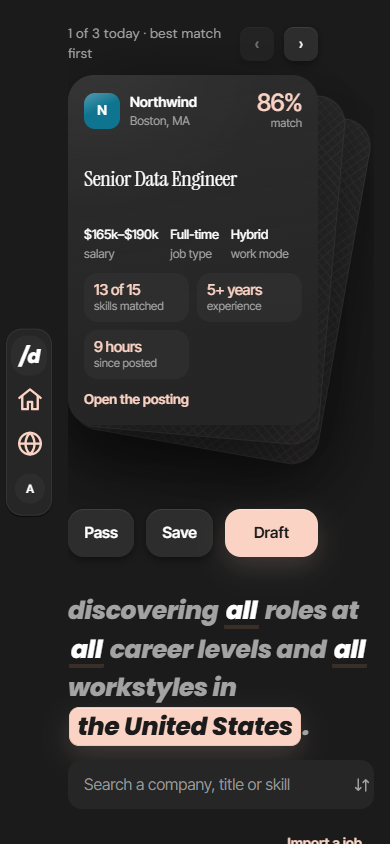 1 of 3 today · best match
first
‹ ›
N Northwind 86%
Boston, MA match
Senior Data Engineer
$165k–$190k Full-time Hybrid
salary job type work mode
13 of 15 5+ years
skills matched experience
9 hours
since posted
Open the posting
/d
A
Pass Save Draft
discovering all roles at
all career levels and all
workstyles in
the United States.
Search a company, title or skill
Import a job